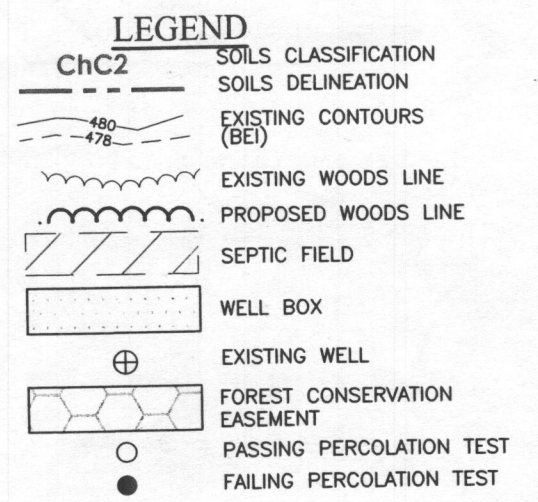 LEGEND
ChC2 SOILS CLASSIFICATION
SOILS DELINEATION
480 EXISTING CONTOURS
478 (BEI)
EXISTING WOODS LINE
PROPOSED WOODS LINE
SEPTIC FIELD
WELL BOX
EXISTING WELL
FOREST CONSERVATION
EASEMENT
PASSING PERCOLATION TEST
FAILING PERCOLATION TEST